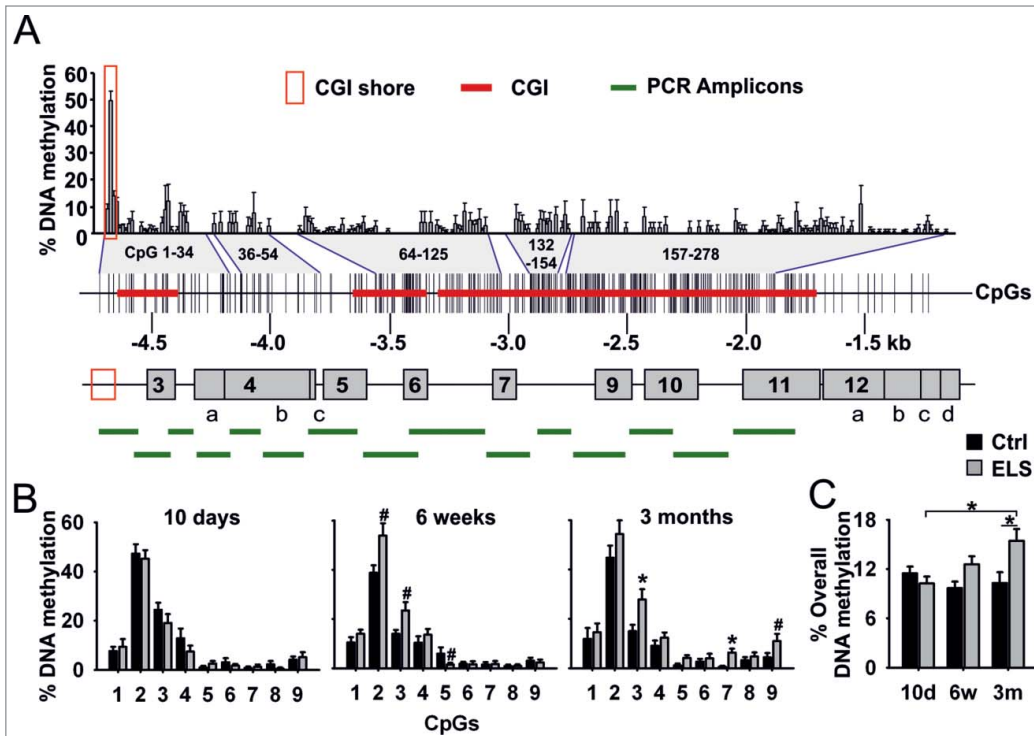 A
% DNA methylation
60
50
40
30
20
10
0
CGI shore
CGI
PCR Amplicons
CpG 1-34
36-54
64-125
132
-154
157-278
CpGs
-4.5
-4.0
-3.5
-3.0
-2.5
-2.0
-1.5 kb
3
4
5
6
7
9
10
11
12
a
b
c
a
b
c
d
Ctrl
ELS
B
% DNA methylation
60
40
20
0
10 days
1 2 3 4 5 6 7 8 9
6 weeks
#
#
#
1 2 3 4 5 6 7 8 9
3 months
*
*
#
1 2 3 4 5 6 7 8 9
CpGs
C
% Overall
DNA methylation
18
12
6
0
*
*
10d 6w 3m